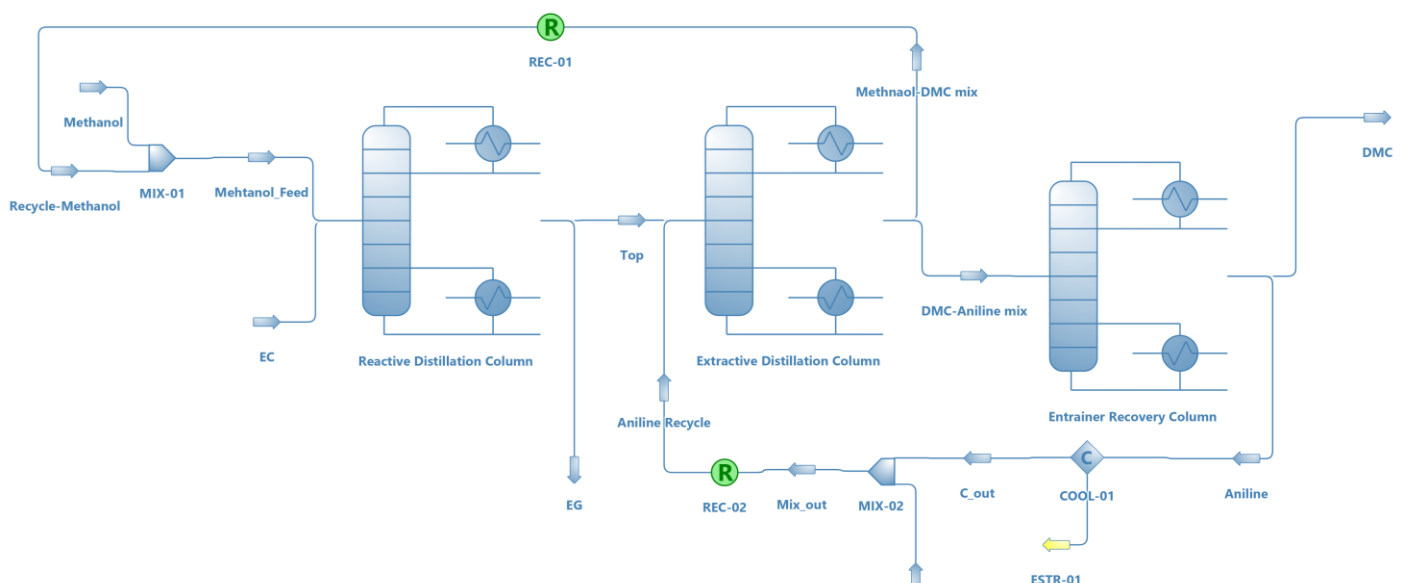 R
REC-01
Methanol
Methnaol-DMC mix
DMC
Recycle-Methanol
MIX-01
Mehtanol_Feed
Top
DMC-Aniline mix
EC
Reactive Distillation Column
Extractive Distillation Column
Entrainer Recovery Column
Aniline Recycle
R
C
EG
REC-02
Mix_out
MIX-02
C_out
COOL-01
Aniline
ESTR-01